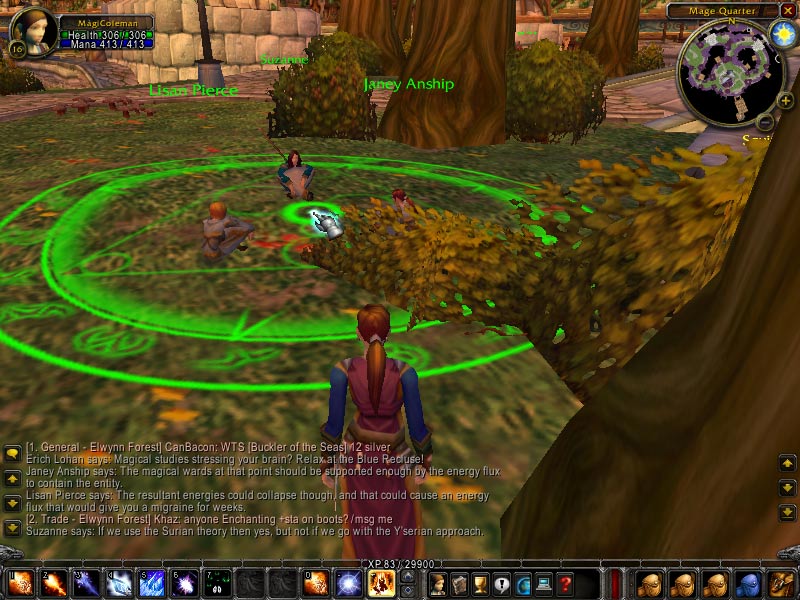 MagiColeman
Health 306 / 306
16
Mana 413 / 413
Mage Quarter
N
Suzanne
Lisan Pierce
Janey Anship
[1. General - Elwynn Forest] CanBacon: WTS [Buckler of the Seas] 12 silver
Erich Lohan says: Magical studies stressing your brain? Relax at the Blue Recluse!
Janey Anship says: The magical wards at that point should be supported enough by the energy flux
to contain the entity.
Lisan Pierce says: The resultant energies could collapse though, and that could cause an energy
flux that would give you a migraine for weeks.
[2. Trade - Elwynn Forest] Khaz: anyone Enchanting +sta on boots? /msg me
Suzanne says: If we use the Surian theory then yes, but not if we go with the Y'serian approach.
XP 83 / 29900